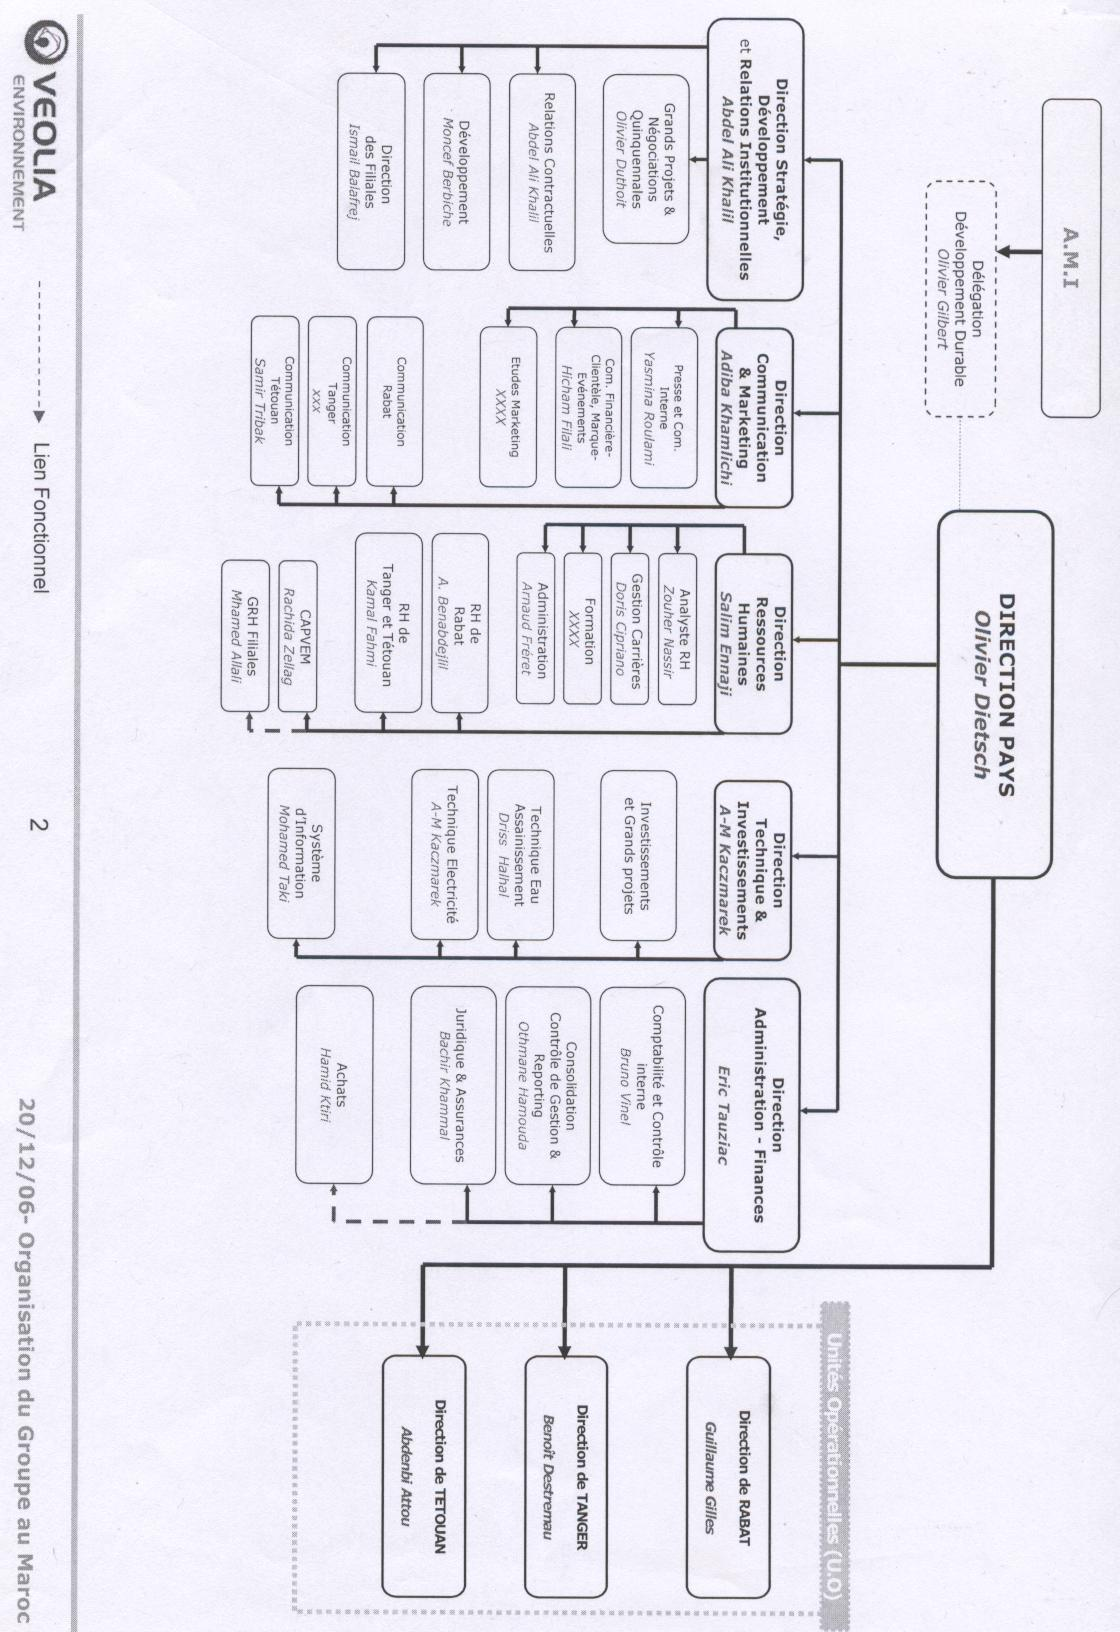 A.M.I
Délégation
Développement Durable
Olivier Gilbert
DIRECTION PAYS
Olivier Dietsch
Direction Stratégie,
Développement
et Relations Institutionnelles
Abdel Ali Khalil
Grands Projets &
Négociations
Quinquennales
Olivier Duthoit
Relations Contractuelles
Abdel Ali Khalil
Développement
Moncef Berbiche
Direction
des Filiales
Ismail Balafrej
Direction
Communication
& Marketing
Adiba Khamlichi
Presse et Com.
Interne
Yasmina Roulami
Com. Financière-
Clientèle, Marque-
Evénements
Hicham Filali
Etudes Marketing
XXXX
Communication
Rabat
Communication
Tanger
xxx
Communication
Tétouan
Samir Tribak
Direction
Ressources
Humaines
Salim Ennaji
Analyste RH
Zouher Nassir
Gestion Carrières
Doris Cipriano
Formation
XXXX
Administration
Arnaud Fréret
RH de
Rabat
A. Benabdejlil
RH de
Tanger et Tétouan
Kamal Fahmi
CAPVEM
Rachida Zellag
GRH Filiales
Mhamed Allali
Direction
Technique &
Investissements
A-M Kaczmarek
Investissements
et Grands projets
Technique Eau
Assainissement
Driss Halhal
Technique Electricité
A-M Kaczmarek
Système
d'Information
Mohamed Taki
Direction
Administration - Finances
Eric Tauziac
Comptabilité et Contrôle
interne
Bruno Vinel
Consolidation
Contrôle de Gestion &
Reporting
Othmane Hamouda
Juridique & Assurances
Bachir Khammal
Achats
Hamid Ktiri
Unités Opérationnelles (U.O)
Direction de RABAT
Guillaume Gilles
Direction de TANGER
Benoît Destremau
Direction de TETOUAN
Abdenbi Attou
VEOLIA
ENVIRONNEMENT
Lien Fonctionnel
2
20/12/06- Organisation du Groupe au Maroc